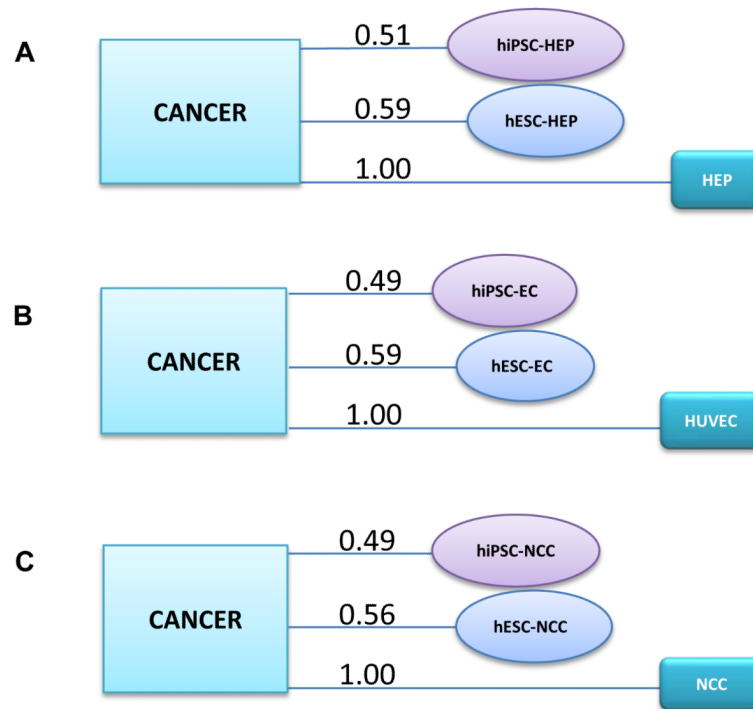 A
CANCER
0.51
hiPSC-HEP
0.59
hESC-HEP
1.00
HEP
B
CANCER
0.49
hiPSC-EC
0.59
hESC-EC
1.00
HUVEC
C
CANCER
0.49
hiPSC-NCC
0.56
hESC-NCC
1.00
NCC